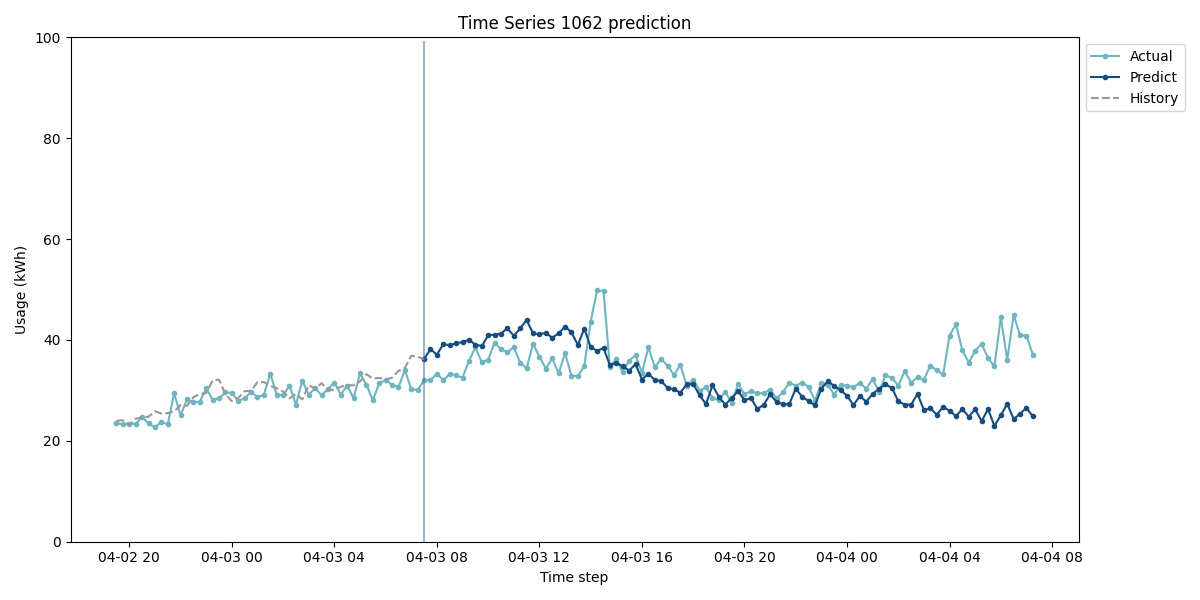 Time Series 1062 prediction
Usage (kWh)
100
80
60
40
20
0
04-02 20
04-03 00
04-03 04
04-03 08
04-03 12
04-03 16
04-03 20
04-04 00
04-04 04
04-04 08
Time step
Actual
Predict
History